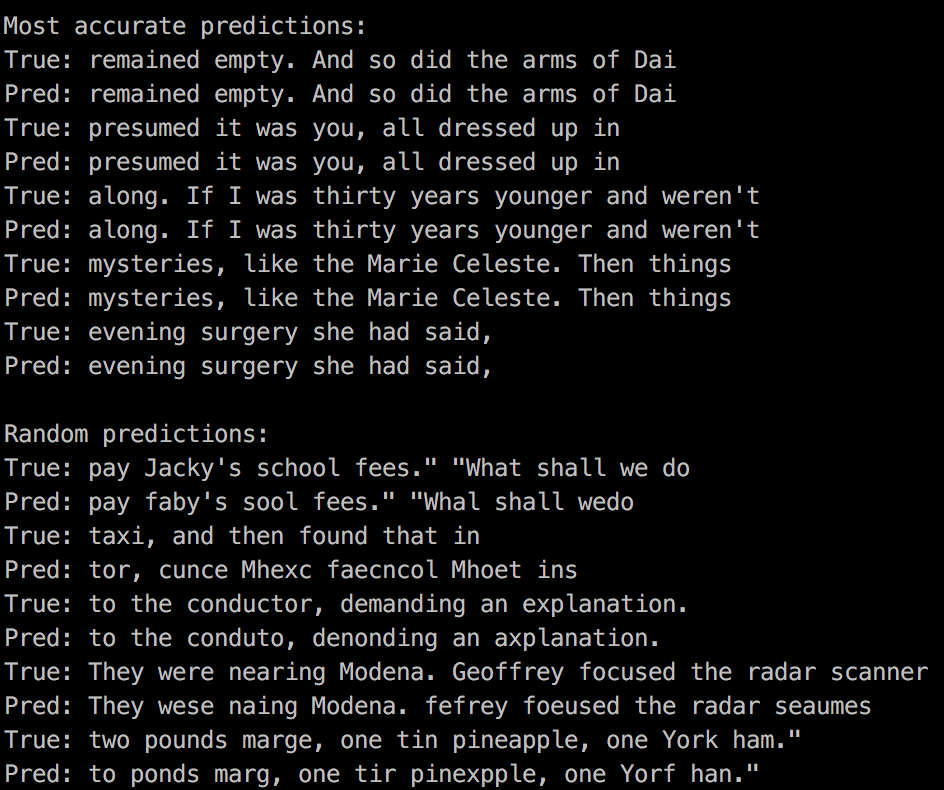 Most accurate predictions:
True: remained empty. And so did the arms of Dai
Pred: remained empty. And so did the arms of Dai
True: presumed it was you, all dressed up in
Pred: presumed it was you, all dressed up in
True: along. If I was thirty years younger and weren't
Pred: along. If I was thirty years younger and weren't
True: mysteries, like the Marie Celeste. Then things
Pred: mysteries, like the Marie Celeste. Then things
True: evening surgery she had said,
Pred: evening surgery she had said,
Random predictions:
True: pay Jacky's school fees." "What shall we do
Pred: pay faby's sool fees." "Whal shall wedo
True: taxi, and then found that in
Pred: tor, cunce Mhexc faecncol Mhoet ins
True: to the conductor, demanding an explanation.
Pred: to the conduto, denonding an axplanation.
True: They were nearing Modena. Geoffrey focused the radar scanner
Pred: They wese naing Modena. fefrey foeused the radar seaumes
True: two pounds marge, one tin pineapple, one York ham."
Pred: to ponds marg, one tir pinexpple, one Yorf han."